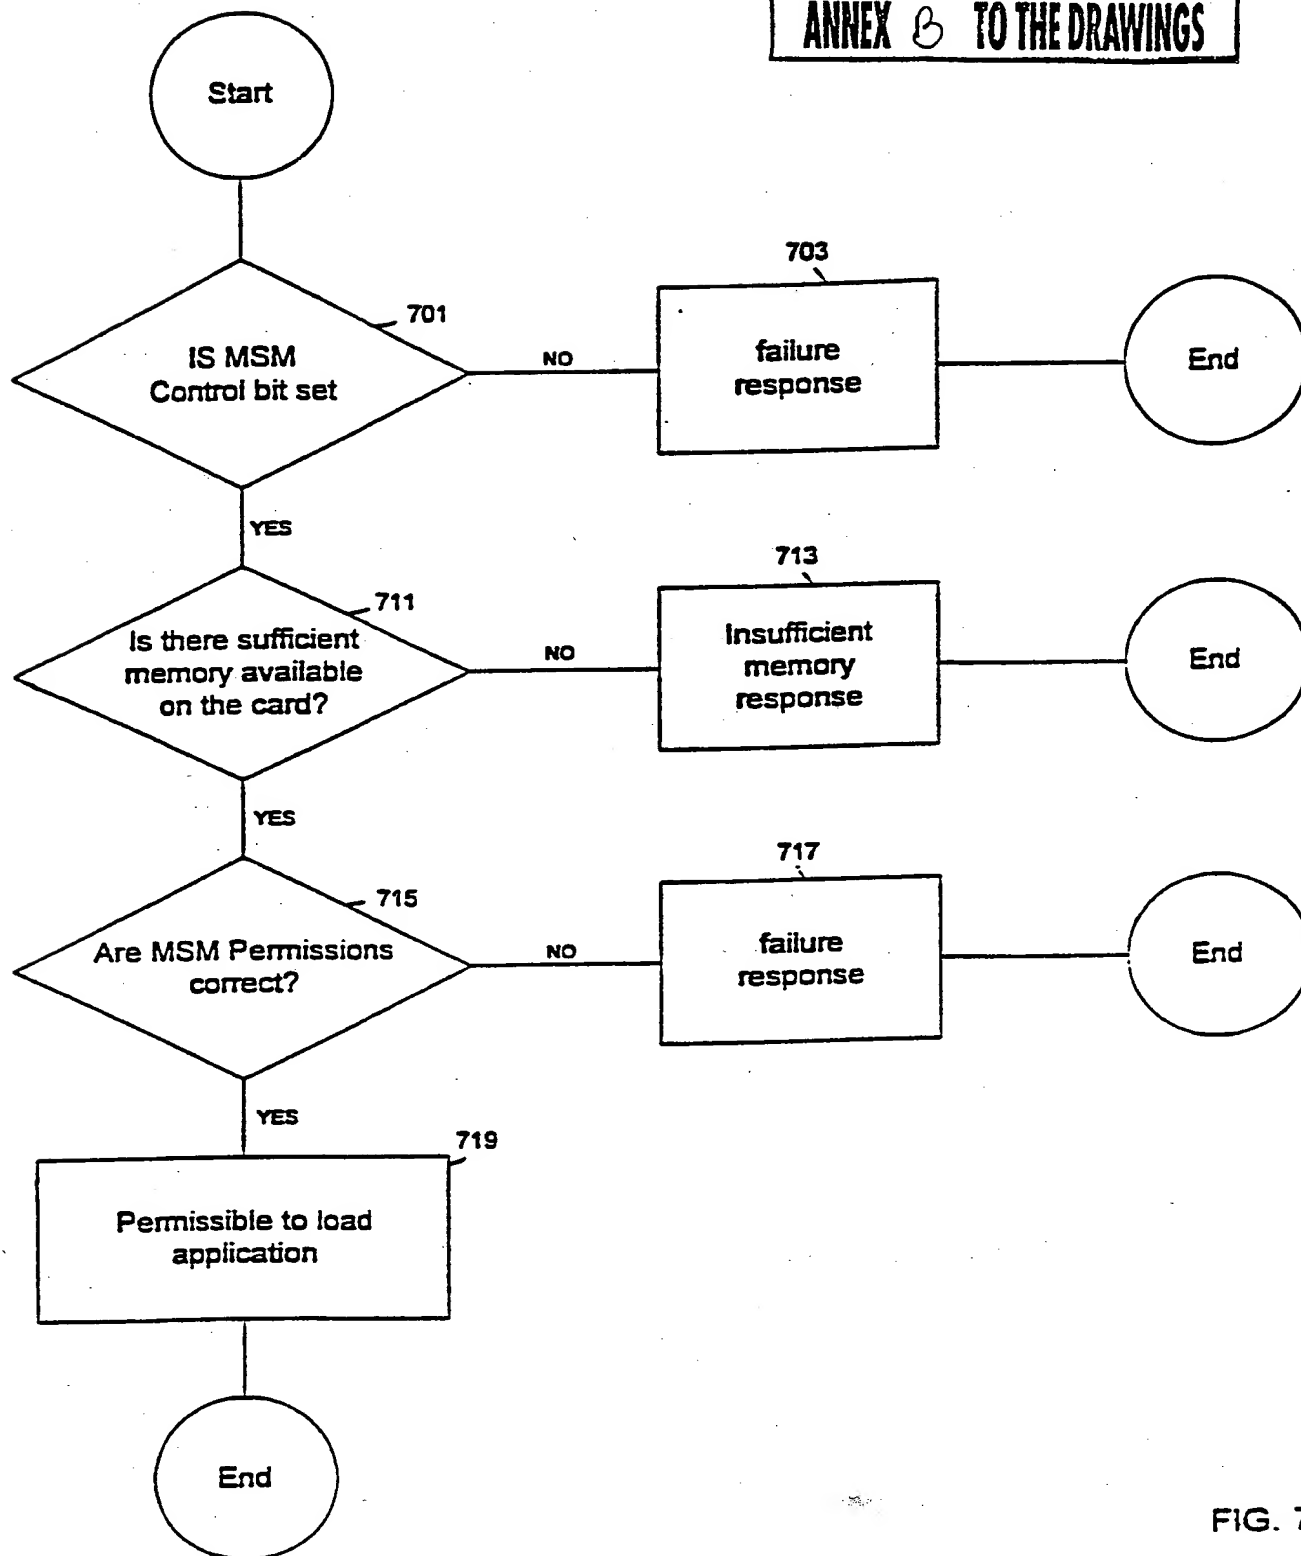 ANNEX B TO THE DRAWINGS
Start
701
IS MSM
Control bit set
NO
703
failure
response
End
YES
711
Is there sufficient
memory available
on the card?
NO
713
Insufficient
memory
response
End
YES
715
Are MSM Permissions
correct?
NO
717
failure
response
End
YES
719
Permissible to load
application
End
FIG. 7